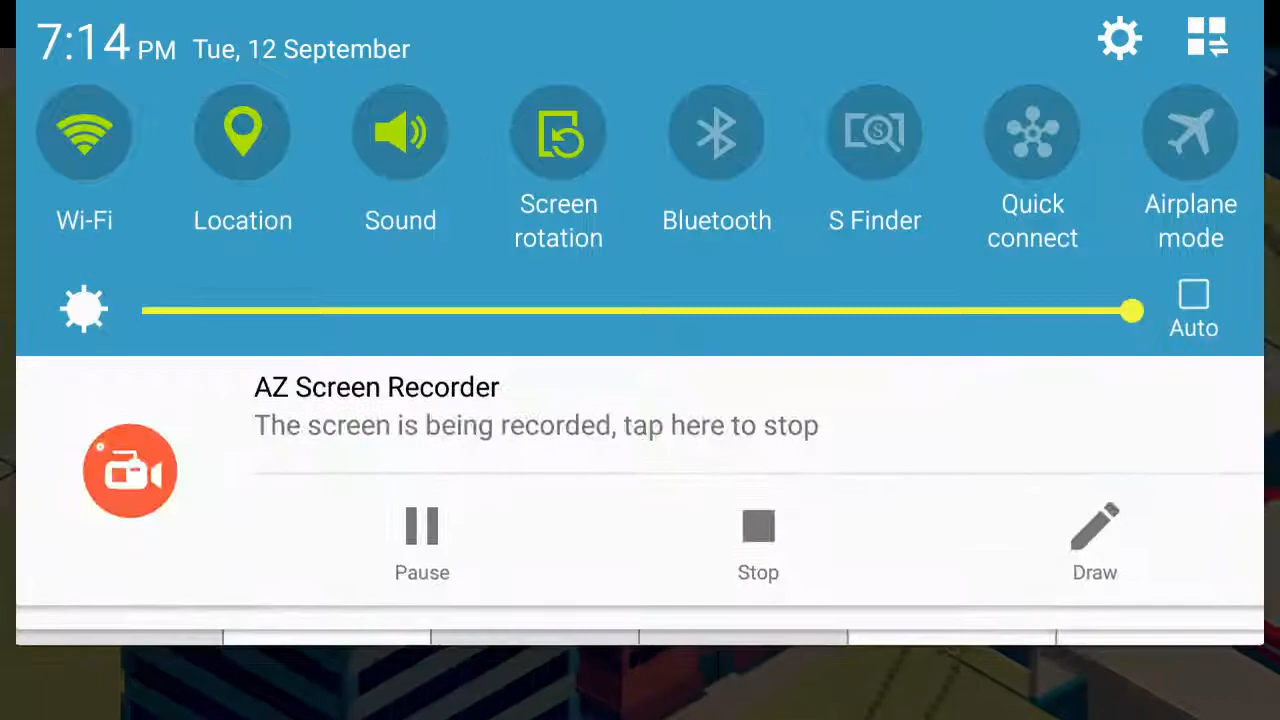 7:14 PM Tue, 12 September
Wi-Fi
Location
Sound
Screen
rotation
Bluetooth
S Finder
Quick
connect
Airplane
mode
Auto
AZ Screen Recorder
The screen is being recorded, tap here to stop
Pause
Stop
Draw